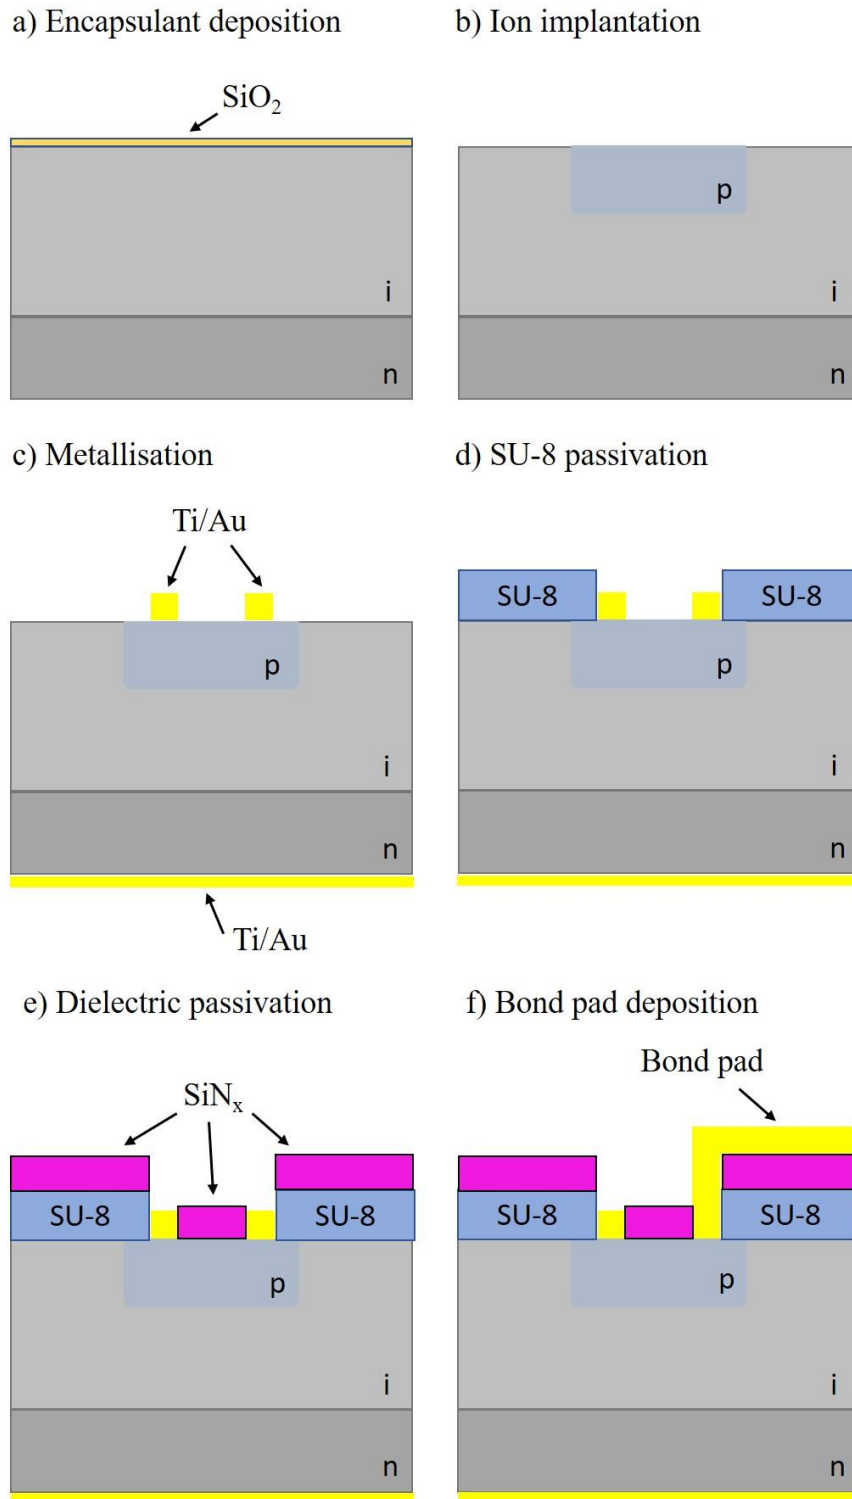 a) Encapsulant deposition
SiO₂
i
n
b) Ion implantation
p
i
n
c) Metallisation
Ti/Au
p
i
n
Ti/Au
d) SU-8 passivation
SU-8 SU-8
p
i
n
e) Dielectric passivation
SiNₓ
SU-8 SU-8
p
i
n
f) Bond pad deposition
Bond pad
SU-8 SU-8
p
i
n